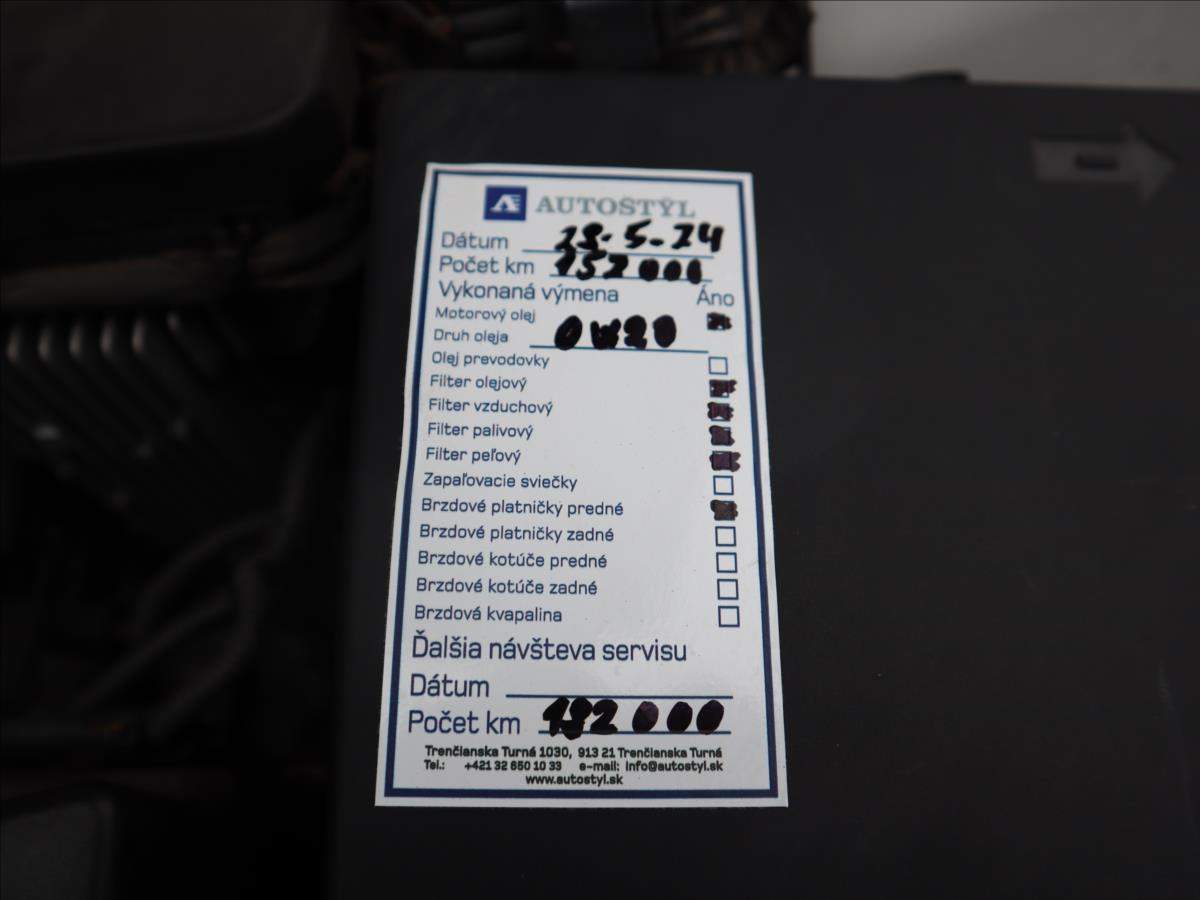 AUTOSTYL
Dátum 28.5.24
Počet km 152000
Vykonaná výmena Áno
Motorový olej
Druh oleja 0W20
Olej prevodovky
Filter olejový
Filter vzduchový
Filter palivový
Filter peľový
Zapaľovacie sviečky
Brzdové platničky predné
Brzdové platničky zadné
Brzdové kotúče predné
Brzdové kotúče zadné
Brzdová kvapalina
Ďalšia návšteva servisu
Dátum
Počet km 182000
Trenčianska Turná 1030, 913 21 Trenčianska Turná
Tel.: +421 32 650 10 33 e-mail: info@autostyl.sk
www.autostyl.sk